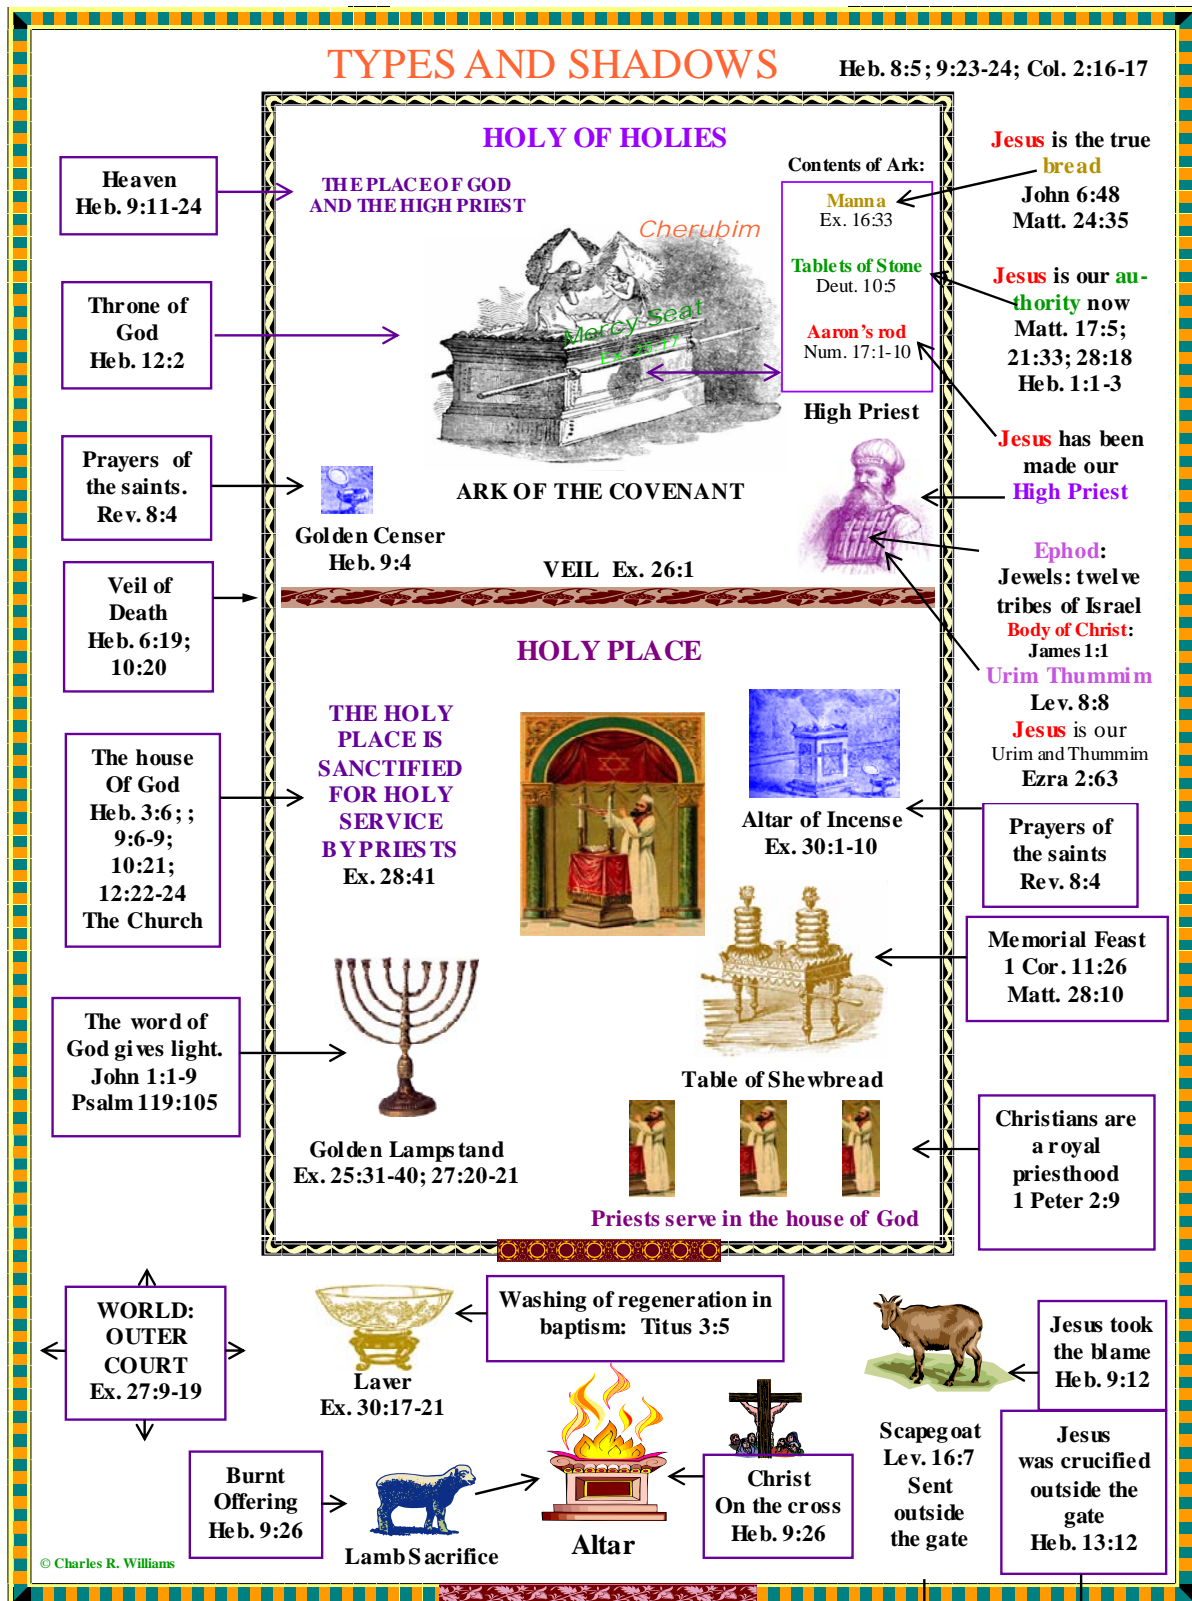 TYPES AND SHADOWS
Heb. 8:5; 9:23-24; Col. 2:16-17
HOLY OF HOLIES
THE PLACE OF GOD
AND THE HIGH PRIEST
Heaven
Heb. 9:11-24
Contents of Ark:
Manna
Ex. 16:33
Tablets of Stone
Deut. 10:5
Aaron's rod
Num. 17:1-10
Jesus is the true
bread
John 6:48
Matt. 24:35
Cherubim
Mercy Seat
Ex. 25:17
Throne of
God
Heb. 12:2
Jesus is our au-
thority now
Matt. 17:5;
21:33; 28:18
Heb. 1:1-3
High Priest
Jesus has been
made our
High Priest
Prayers of
the saints.
Rev. 8:4
Golden Censer
Heb. 9:4
ARK OF THE COVENANT
VEIL Ex. 26:1
Veil of
Death
Heb. 6:19;
10:20
Ephod:
Jewels: twelve
tribes of Israel
Body of Christ:
James 1:1
Urim Thummim
Lev. 8:8
Jesus is our
Urim and Thummim
Ezra 2:63
HOLY PLACE
THE HOLY
PLACE IS
SANCTIFIED
FOR HOLY
SERVICE
BY PRIESTS
Ex. 28:41
The house
Of God
Heb. 3:6; ;
9:6-9;
10:21;
12:22-24
The Church
Altar of Incense
Ex. 30:1-10
Prayers of
the saints
Rev. 8:4
Memorial Feast
1 Cor. 11:26
Matt. 28:10
Table of Shewbread
The word of
God gives light.
John 1:1-9
Psalm 119:105
Golden Lampstand
Ex. 25:31-40; 27:20-21
Christians are
a royal
priesthood
1 Peter 2:9
Priests serve in the house of God
WORLD:
OUTER
COURT
Ex. 27:9-19
Laver
Ex. 30:17-21
Washing of regeneration in
baptism: Titus 3:5
Jesus took
the blame
Heb. 9:12
Scapegoat
Lev. 16:7
Sent
outside
the gate
Jesus
was crucified
outside the
gate
Heb. 13:12
Burnt
Offering
Heb. 9:26
Lamb Sacrifice
Altar
Christ
On the cross
Heb. 9:26
© Charles R. Williams